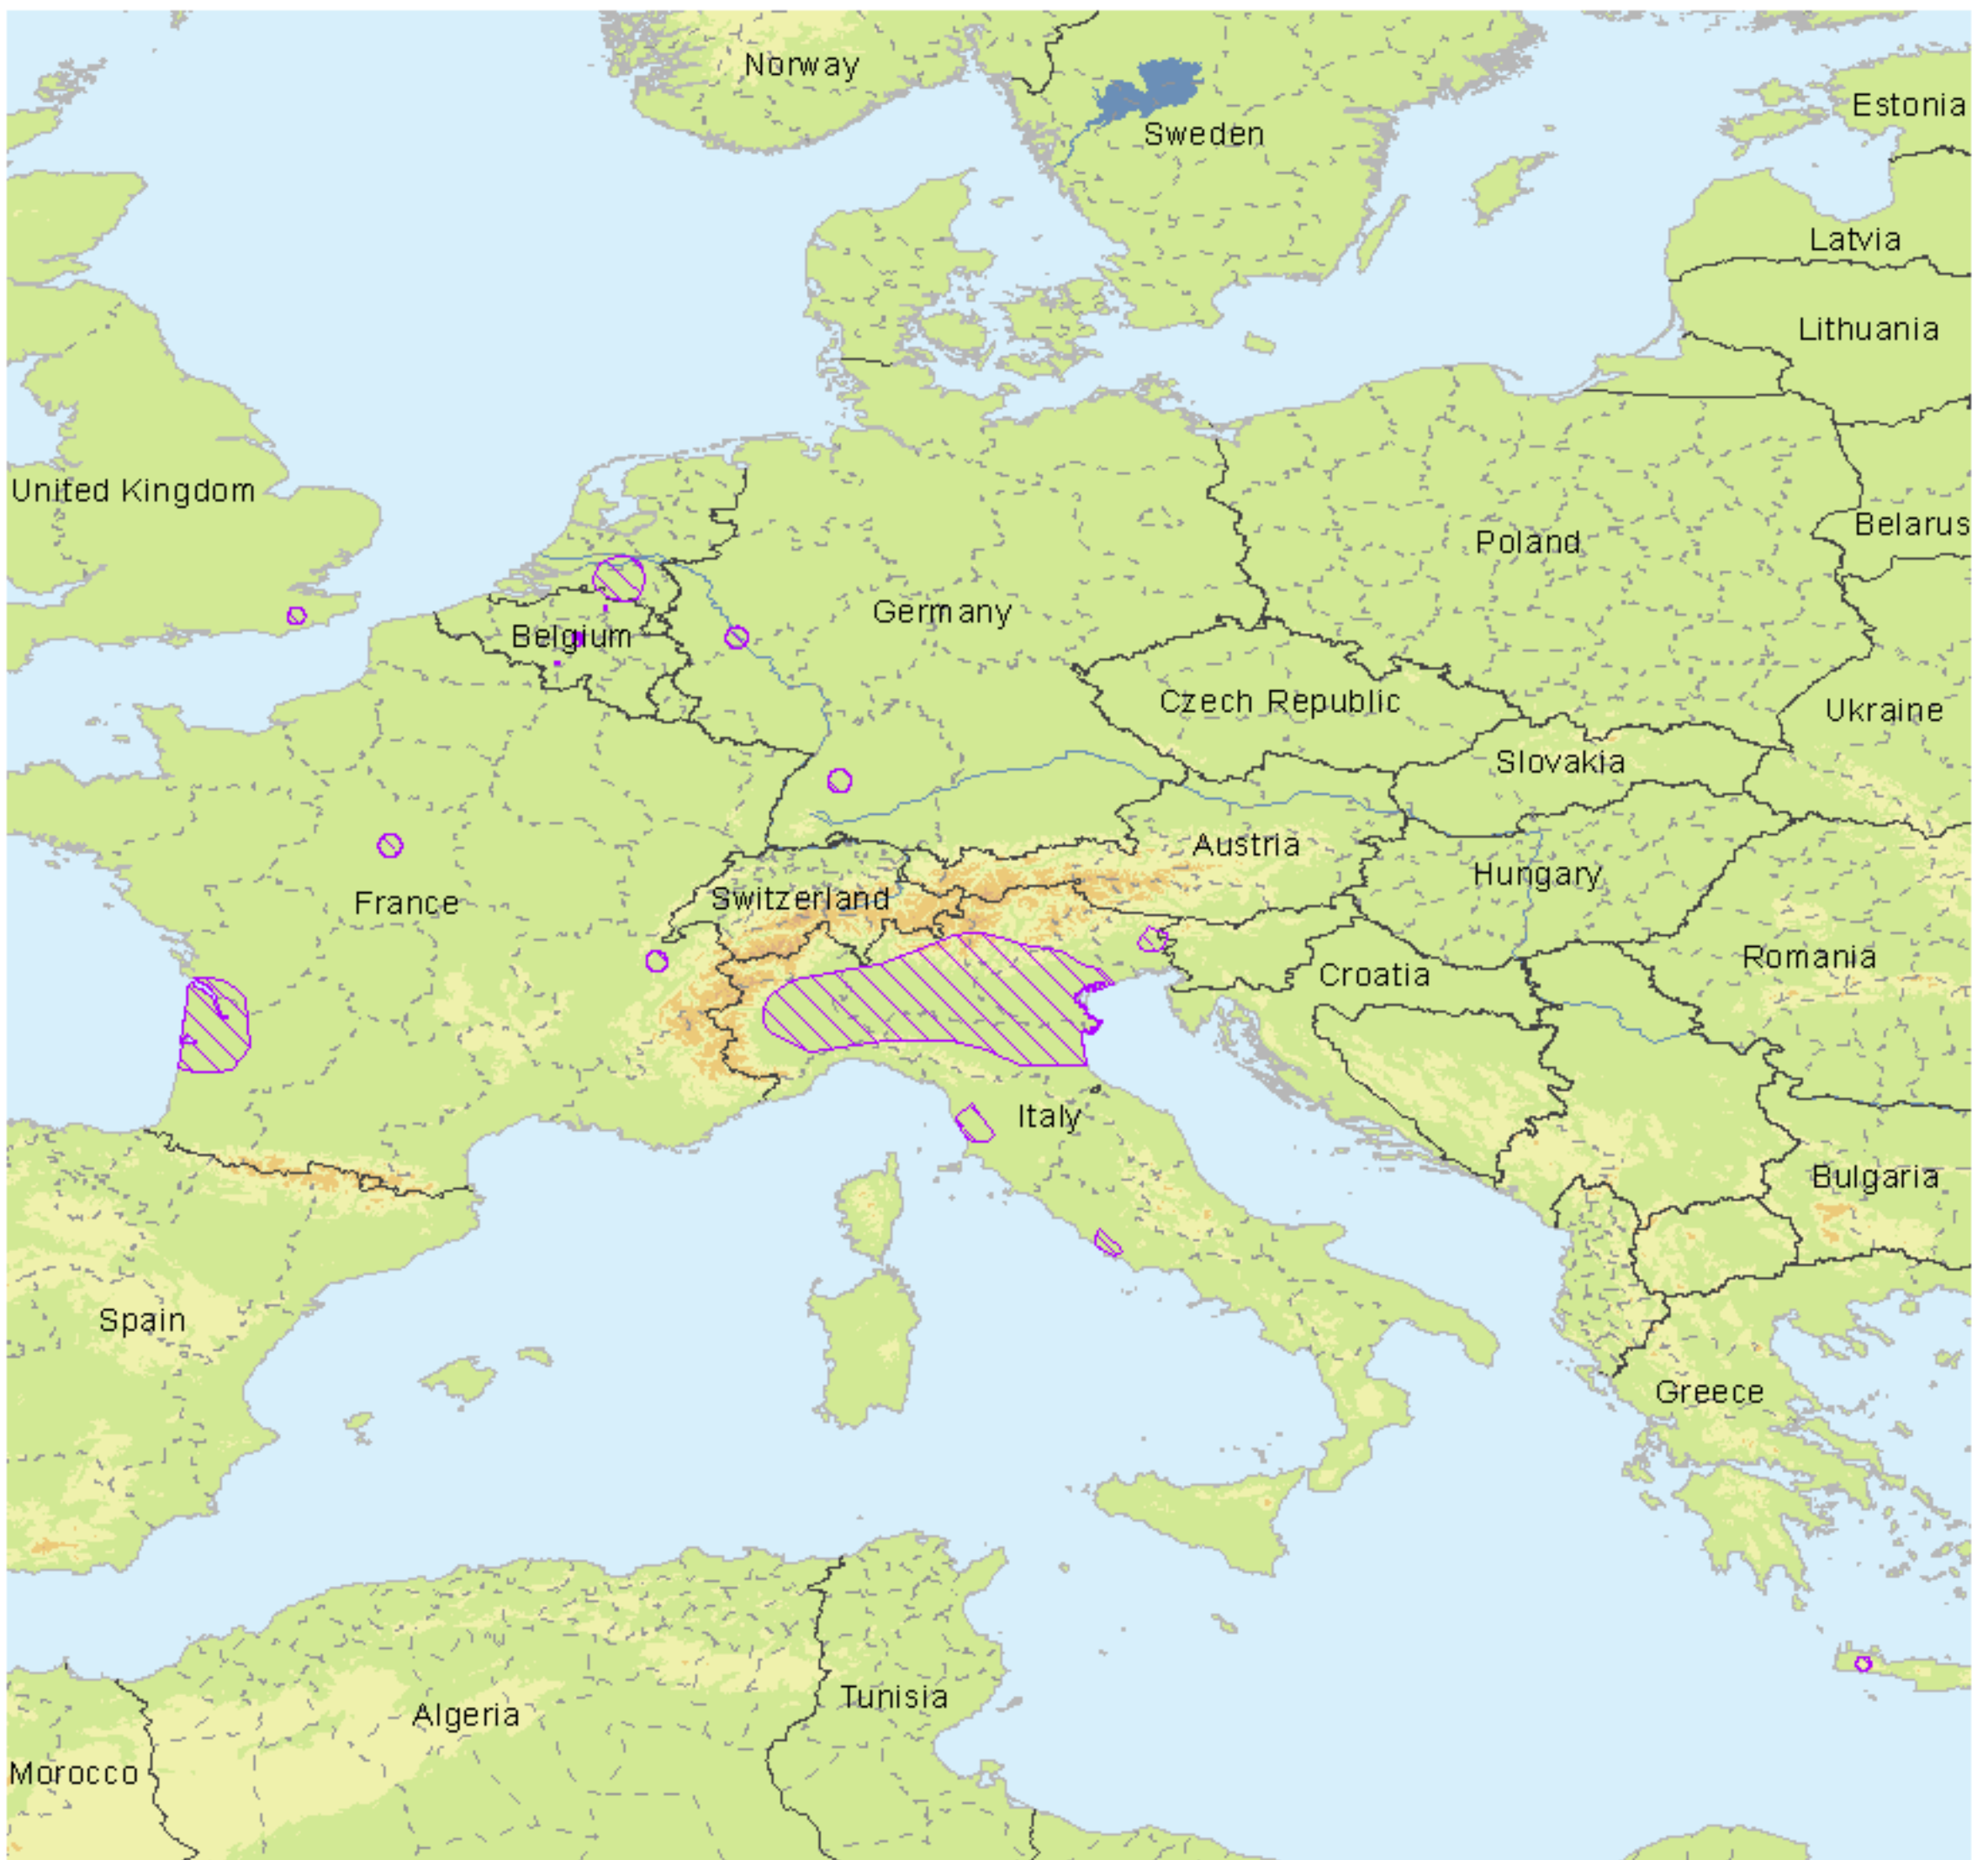 Norway
Estonia
Sweden
Latvia
Lithuania
United Kingdom
Belarus
Poland
Germany
Belgium
Czech Republic
Ukraine
Slovakia
Austria
Hungary
Switzerland
France
Romania
Croatia
Italy
Bulgaria
Spain
Greece
Tunisia
Algeria
Morocco